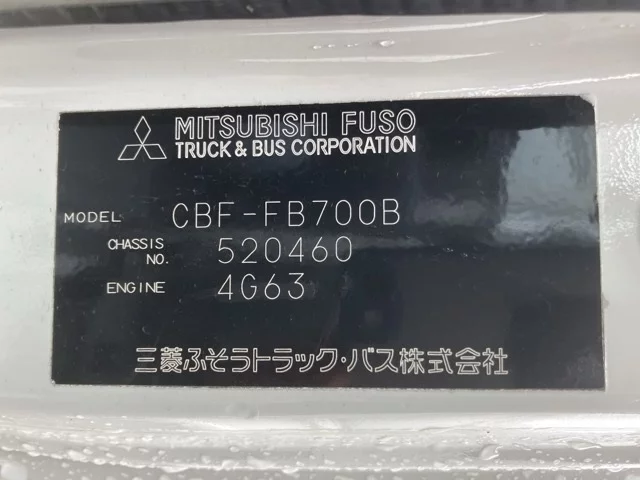 MITSUBISHI FUSO
TRUCK & BUS CORPORATION
MODEL CBF-FB700B
CHASSIS NO. 520460
ENGINE 4G63
三菱ふそうトラック・バス株式会社